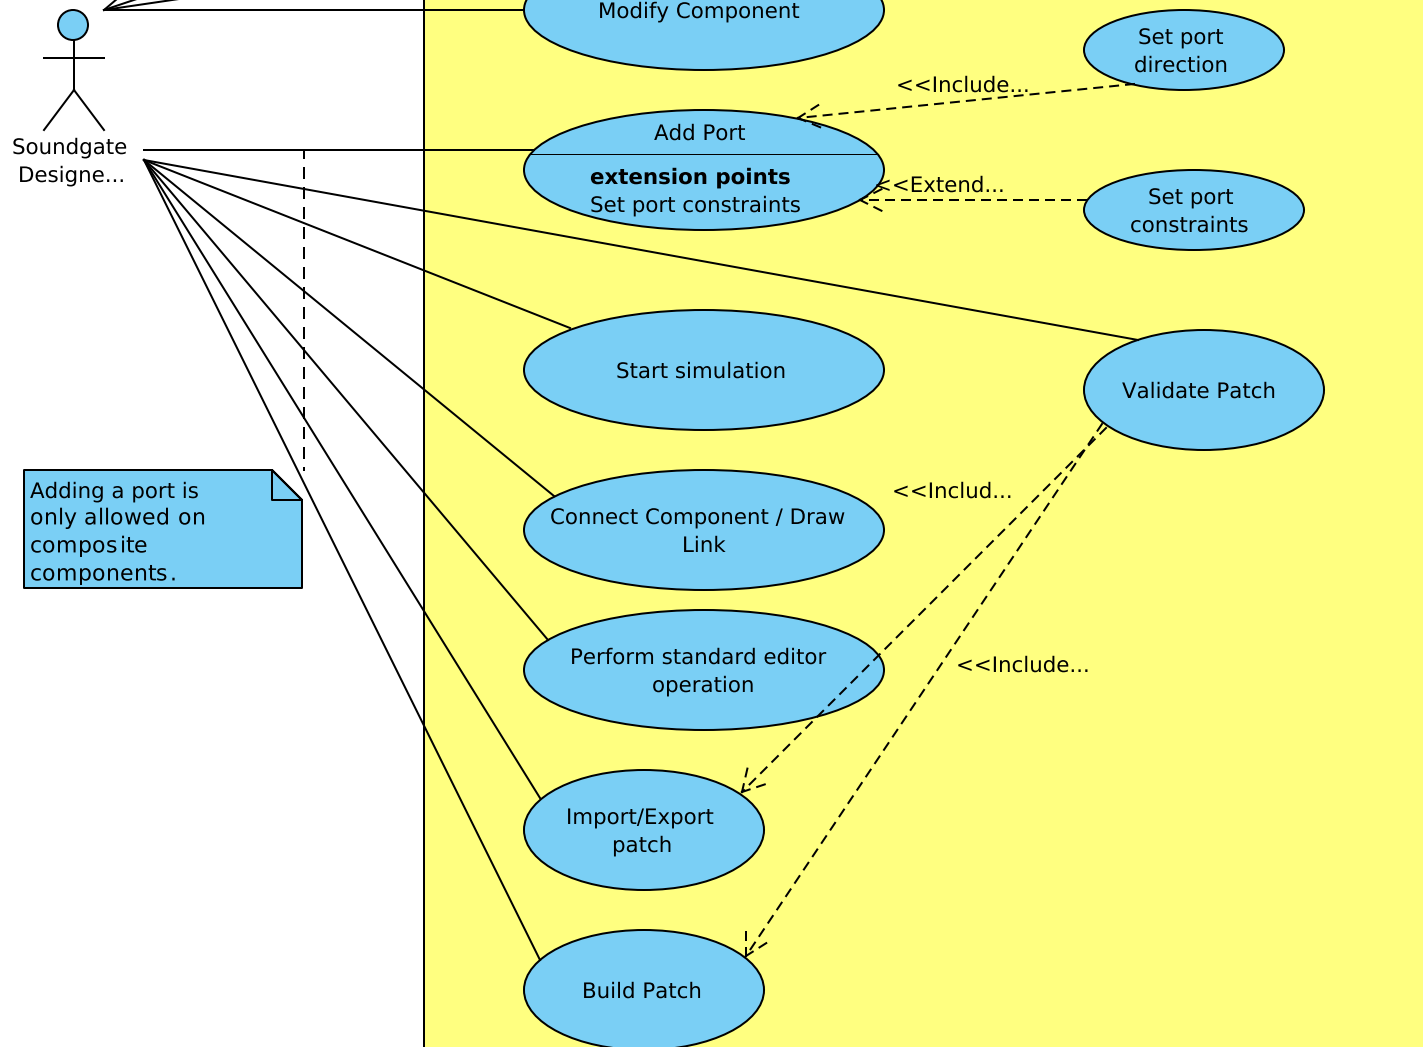 Modify Component
Set port
direction
<<Include...
Add Port
extension points
Set port constraints
<<Extend...
Set port
constraints
Soundgate
Designe...
Start simulation
Validate Patch
Adding a port is
only allowed on
composite
components.
<<Includ...
Connect Component / Draw
Link
Perform standard editor
operation
<<Include...
Import/Export
patch
Build Patch